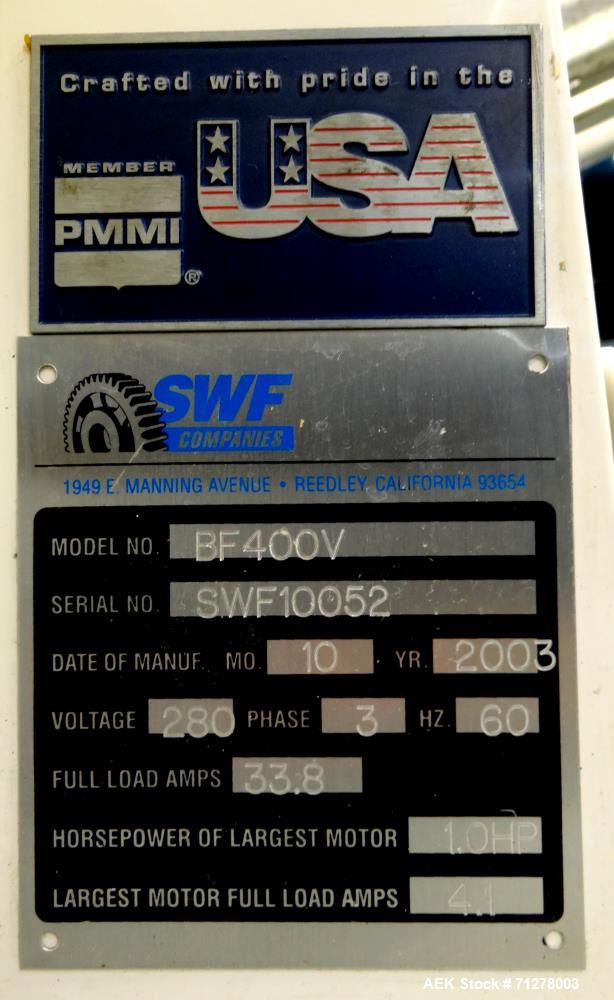 Crafted with pride in the
USA
MEMBER
PMMI
®
SWF
COMPANIES
1949 E. MANNING AVENUE • REEDLEY, CALIFORNIA 93654
MODEL NO. BF400V
SERIAL NO. SWF10052
DATE OF MANUF. MO. 10 YR. 2003
VOLTAGE 280 PHASE 3 HZ. 60
FULL LOAD AMPS 33.8
HORSEPOWER OF LARGEST MOTOR 1.0HP
LARGEST MOTOR FULL LOAD AMPS 4.1
AEK Stock # 71278003